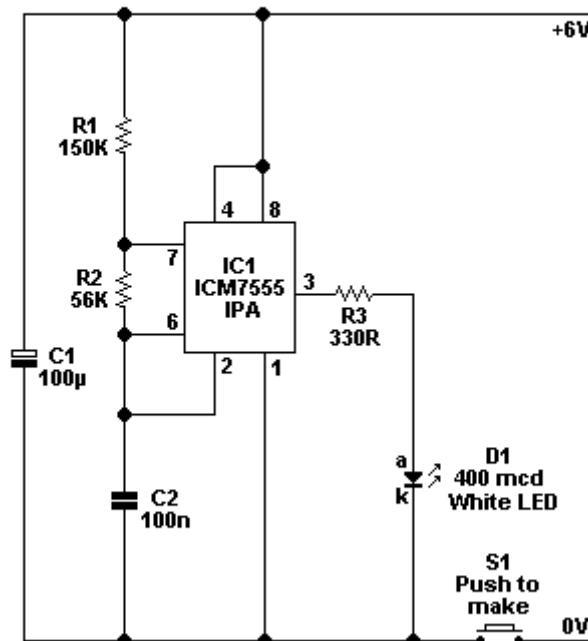 +6V
R1
150K
4 8
7
IC1
ICM7555
IPA
3
R2
56K
6
R3
330R
2 1
C1
100µ
a
k
D1
400 mcd
White LED
C2
100n
S1
Push to
make
0V